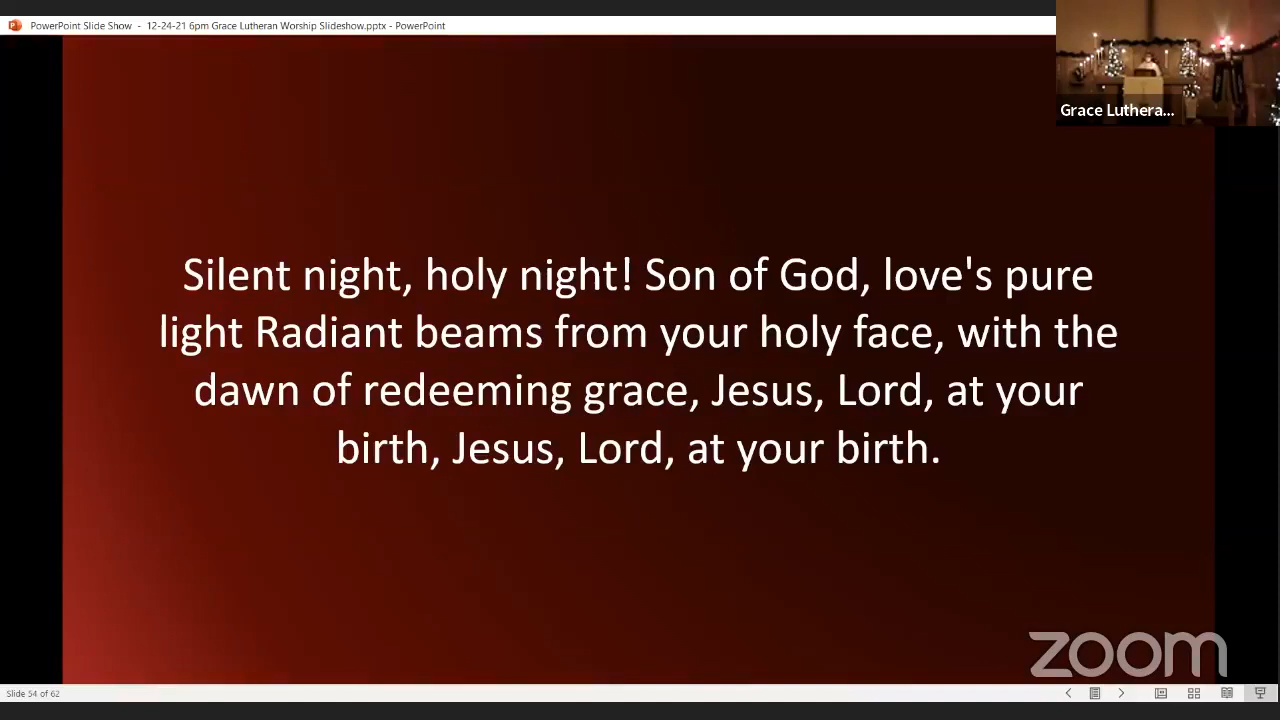 PowerPoint Slide Show - 12-24-21 6pm Grace Lutheran Worship Slideshow.pptx - PowerPoint
Grace Luthera...
Silent night, holy night! Son of God, love's pure
light Radiant beams from your holy face, with the
dawn of redeeming grace, Jesus, Lord, at your
birth, Jesus, Lord, at your birth.
zoom
Slide 54 of 62